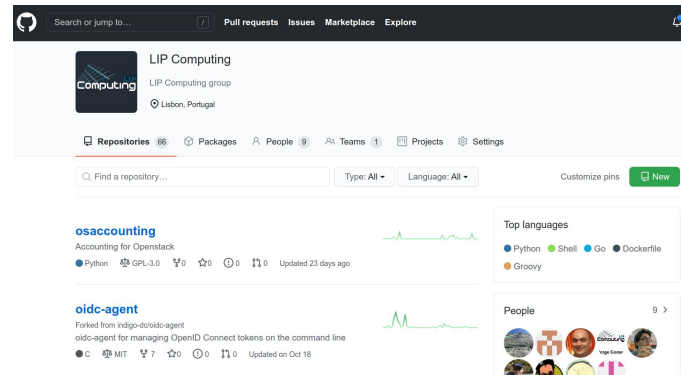 Search or jump to... / Pull requests Issues Marketplace Explore
LIP Computing
LIP Computing group
Lisbon, Portugal
LIP
Computing
Repositories 66 Packages People 9 Teams 1 Projects Settings
Find a repository... Type: All Language: All Customize pins New
osaccounting
Accounting for Openstack
Python GPL-3.0 0 0 0 0 Updated 23 days ago
Top languages
Python Shell Go Dockerfile
Groovy
oidc-agent
Forked from indigo-dc/oidc-agent
oidc-agent for managing OpenID Connect tokens on the command line
C MIT 7 0 0 0 Updated on Oct 18
People 9
Computing